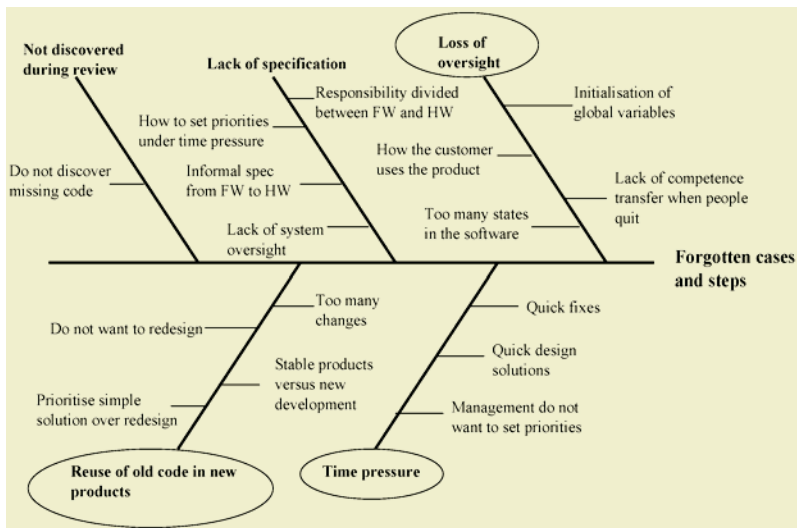 Not discovered
during review
Do not discover
missing code
Lack of specification
Responsibility divided
between FW and HW
How to set priorities
under time pressure
Informal spec
from FW to HW
Lack of system
oversight
Loss of
oversight
Initialisation of
global variables
How the customer
uses the product
Lack of competence
transfer when people
quit
Too many states
in the software
Forgotten cases
and steps
Too many
changes
Do not want to redesign
Stable products
versus new
development
Prioritise simple
solution over redesign
Reuse of old code in new
products
Quick fixes
Quick design
solutions
Management do not
want to set priorities
Time pressure